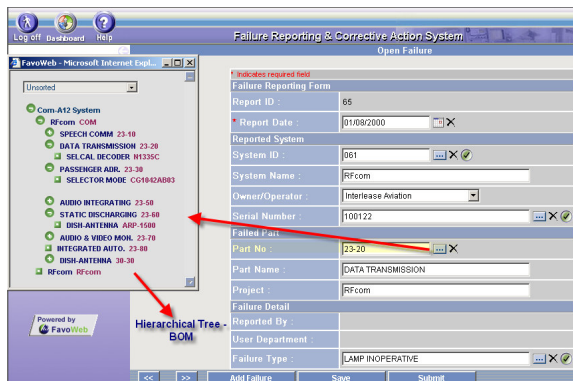 Log off Dashboard Help
Failure Reporting & Corrective Action System
Open Failure
FavoWeb - Microsoft Internet Expl...
Unsorted
Com-A12 System
RFcom COM
SPEECH COMM 23-10
DATA TRANSMISSION 23-20
SELCAL DECODER N1335C
PASSENGER ADR. 23-30
SELECTOR MODE CG1842AB03
AUDIO INTEGRATING 23-50
STATIC DISCHARGING 23-60
DISH-ANTENNA ARP-1500
AUDIO & VIDEO MON. 23-70
INTEGRATED AUTO. 23-80
DISH-ANTENNA 30-30
RFcom RFcom
* Indicates required field
Failure Reporting Form
Report ID : 65
* Report Date : 01/08/2000
Reported System
System ID : 061
System Name : RFcom
Owner/Operator : Interlease Aviation
Serial Number : 100122
Failed Part
Part No : 23-20
Part Name : DATA TRANSMISSION
Project : RFcom
Failure Detail
Reported By :
User Department :
Failure Type : LAMP INOPERATIVE
Powered by
FavoWeb
Hierarchical Tree -
BOM
<< >> Add Failure Save Submit